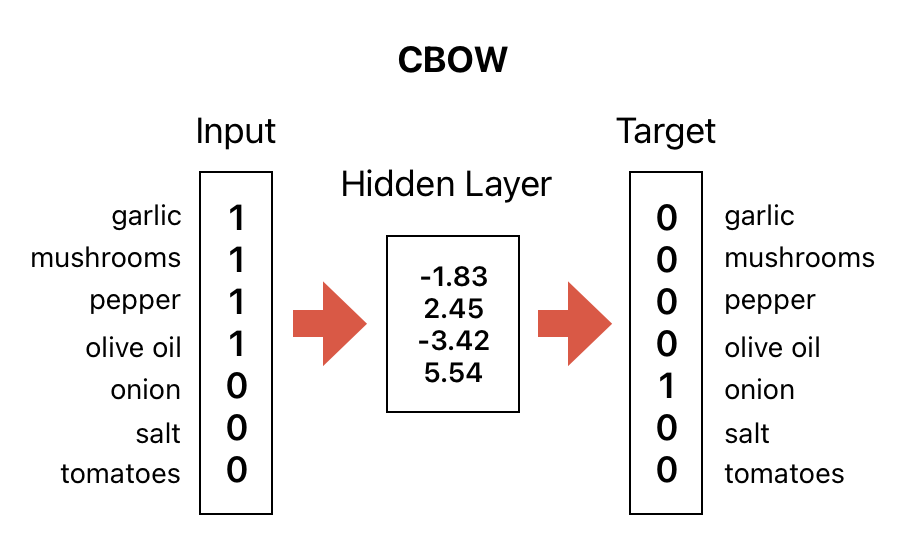 CBOW
Input
Target
Hidden Layer
garlic 1
mushrooms 1
pepper 1
olive oil 1
onion 0
salt 0
tomatoes 0
-1.83
2.45
-3.42
5.54
0 garlic
0 mushrooms
0 pepper
0 olive oil
1 onion
0 salt
0 tomatoes